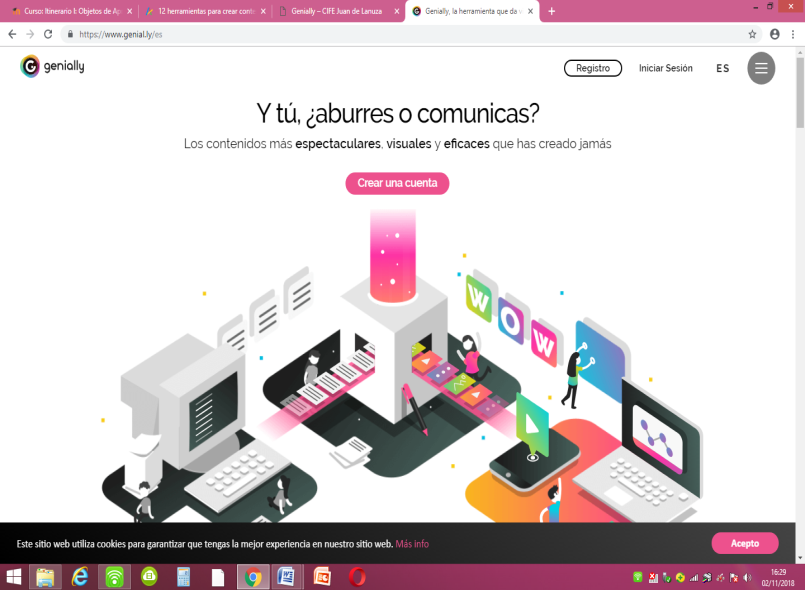 Curso: Itinerario I: Objetos de Ap
12 herramientas para crear conte
Genially – CIFE Juan de Lanuza
Genially, la herramienta que da v
https://www.genial.ly/es
genially
Registro
Iniciar Sesión
ES
Y tú, ¿aburres o comunicas?
Los contenidos más espectaculares, visuales y eficaces que has creado jamás
Crear una cuenta
WOW
Este sitio web utiliza cookies para garantizar que tengas la mejor experiencia en nuestro sitio web. Más info
Acepto
16:29
02/11/2018